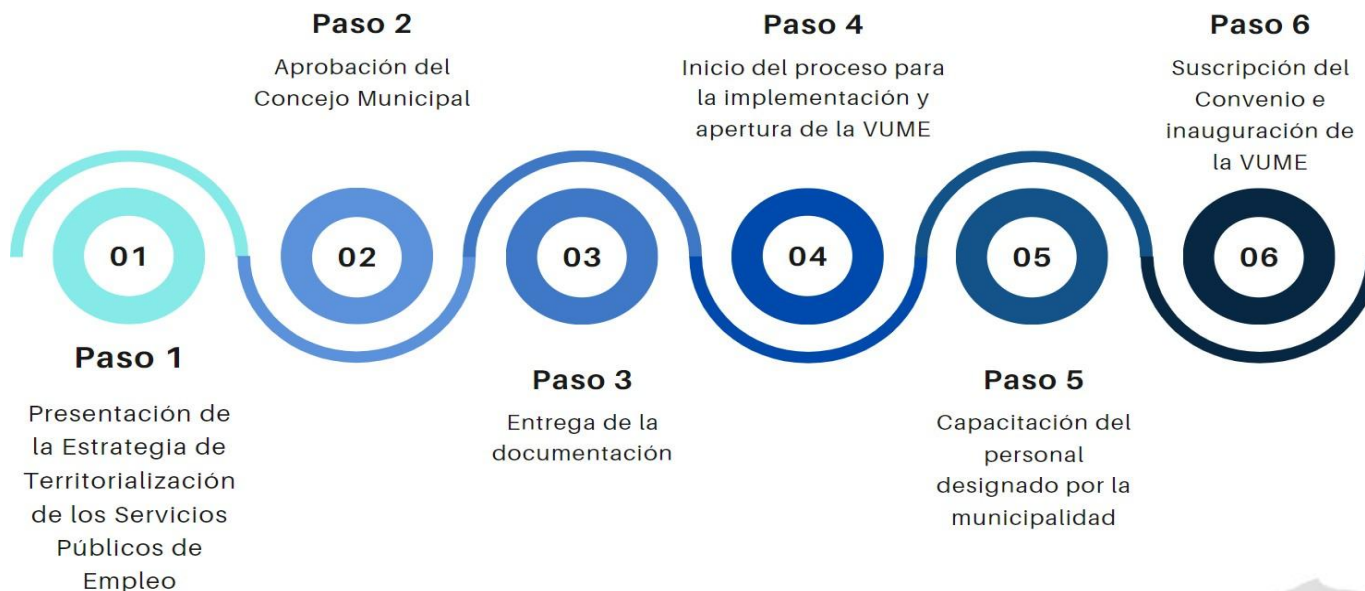 Paso 1
Presentación de
la Estrategia de
Territorialización
de los Servicios
Públicos de
Empleo
01
Paso 2
Aprobación del
Concejo Municipal
02
03
Paso 3
Entrega de la
documentación
Paso 4
Inicio del proceso para
la implementación y
apertura de la VUME
04
05
Paso 5
Capacitación del
personal
designado por la
municipalidad
Paso 6
Suscripción del
Convenio e
inauguración de
la VUME
06